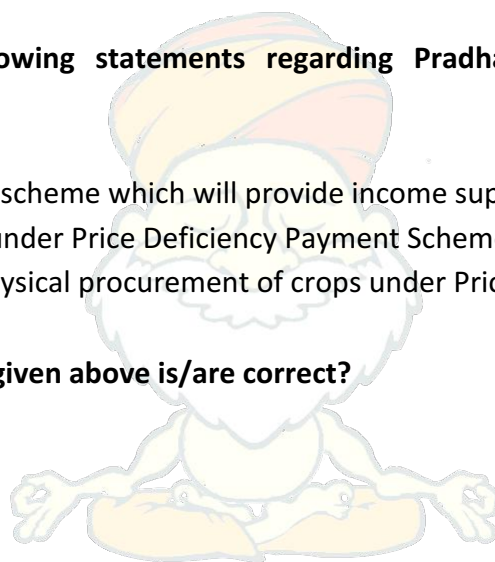 owing statements regarding Pradha
scheme which will provide income sup
under Price Deficiency Payment Schem
ysical procurement of crops under Pric
given above is/are correct?